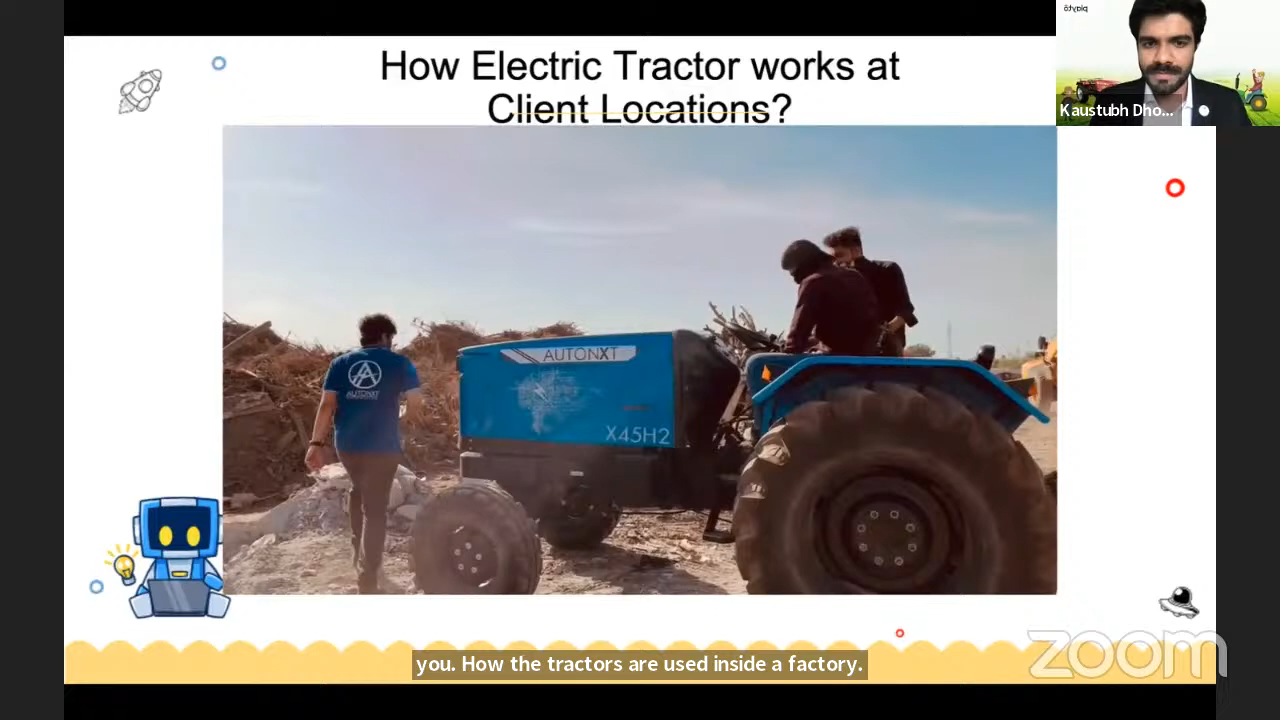 How Electric Tractor works at
Client Locations?
playtō
Kaustubh Dho...
AUTONXT
AUTONXT
X45H2
you. How the tractors are used inside a factory.
zoom